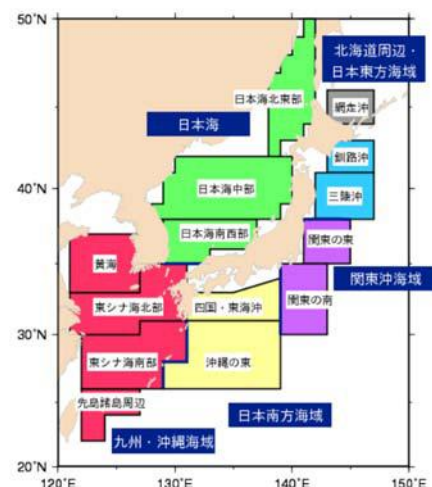 50°N
北海道周辺・
日本東方海域
日本海北東部
網走沖
日本海
釧路沖
40°N
日本海中部
三陸沖
日本海南西部
関東の東
黄海
関東沖海域
関東の南
東シナ海北部
四国・東海沖
30°N
東シナ海南部
沖縄の東
先島諸島周辺
日本南方海域
九州・沖縄海域
20°N
120°E
130°E
140°E
150°E